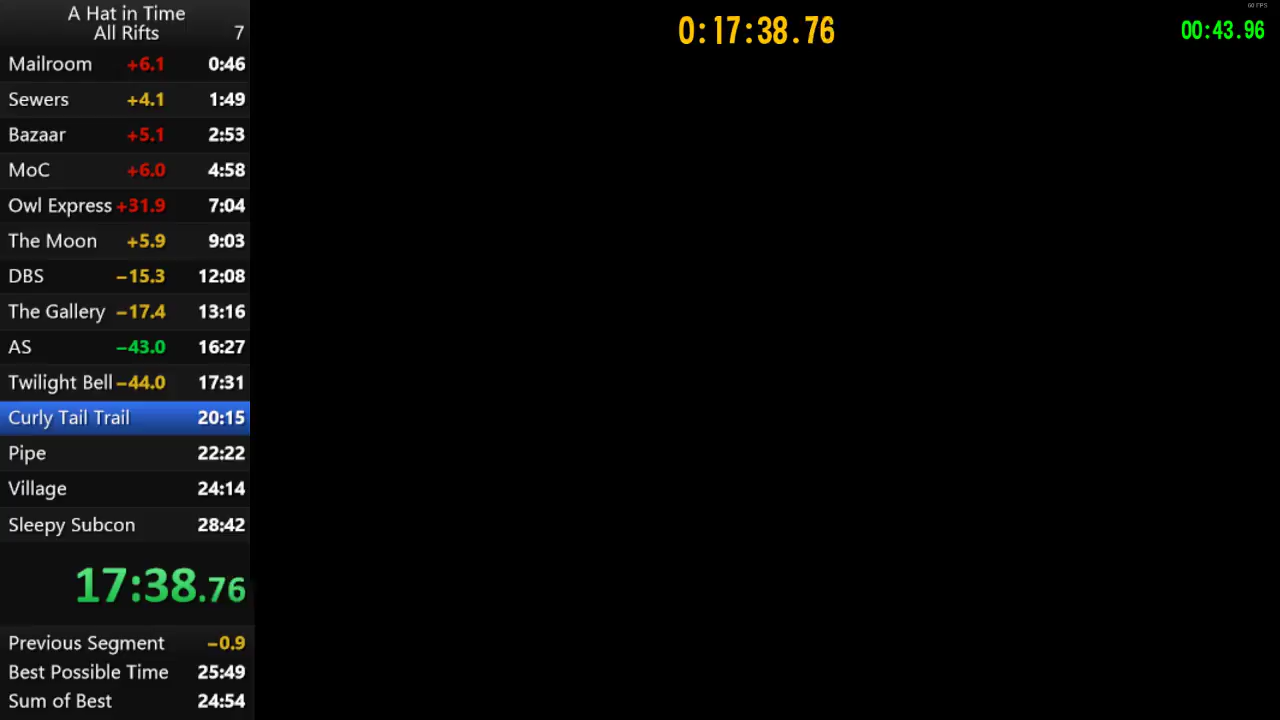 A Hat in Time
All Rifts 7
Mailroom +6.1 0:46
Sewers +4.1 1:49
Bazaar +5.1 2:53
MoC +6.0 4:58
Owl Express +31.9 7:04
The Moon +5.9 9:03
DBS −15.3 12:08
The Gallery −17.4 13:16
AS −43.0 16:27
Twilight Bell −44.0 17:31
Curly Tail Trail 20:15
Pipe 22:22
Village 24:14
Sleepy Subcon 28:42
17:38.76
Previous Segment −0.9
Best Possible Time 25:49
Sum of Best 24:54
0:17:38.76
60 FPS
00:43.96